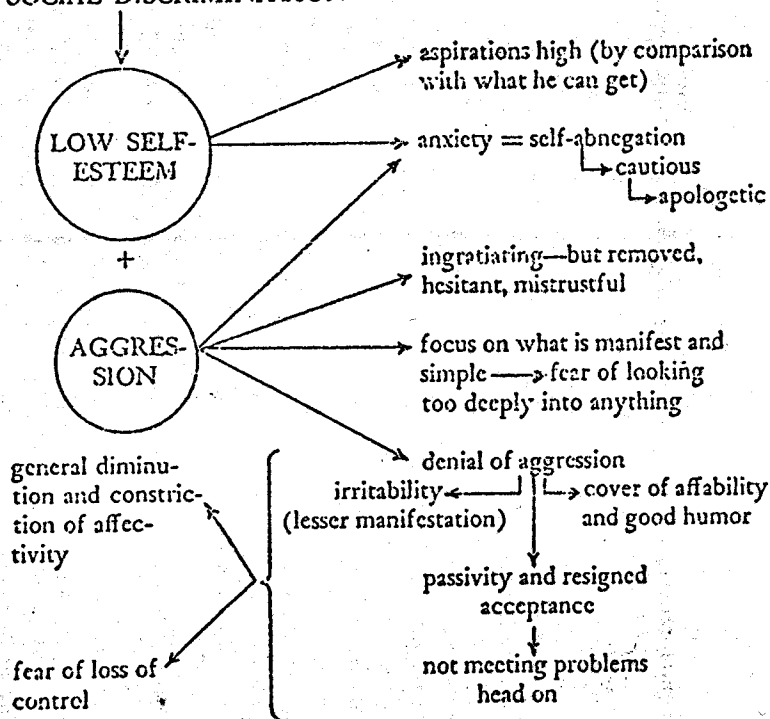 SOCIAL DISCRIMINATION
aspirations high (by comparison
with what he can get)
LOW SELF-
ESTEEM
anxiety = self-abnegation
cautious
apologetic
+
ingratiating—but removed,
hesitant, mistrustful
AGGRES-
SION
focus on what is manifest and
simple → fear of looking
too deeply into anything
denial of aggression
irritability
(lesser manifestation)
cover of affability
and good humor
passivity and resigned
acceptance
not meeting problems
head on
general diminu-
tion and constric-
tion of affec-
tivity
fear of loss of
control